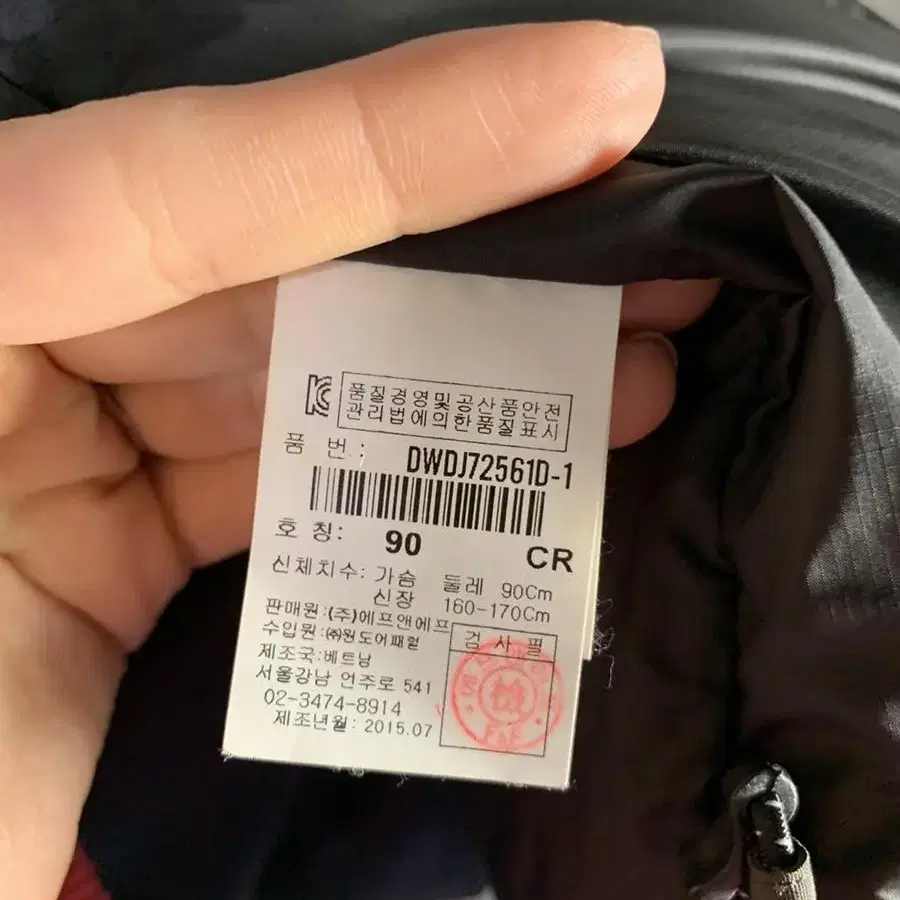 품질경영및공산품안전
관리법에의한품질표시
품 번 : DWDJ72561D-1
호 칭: 90 CR
신체치수: 가슴 둘레 90Cm
신장 160-170Cm
판매원:(주)에프앤에프
수입원:㈜원도어패럴
제조국:베트남
서울강남 언주로 541
02-3474-8914
제조년월: 2015.07
검 사 필